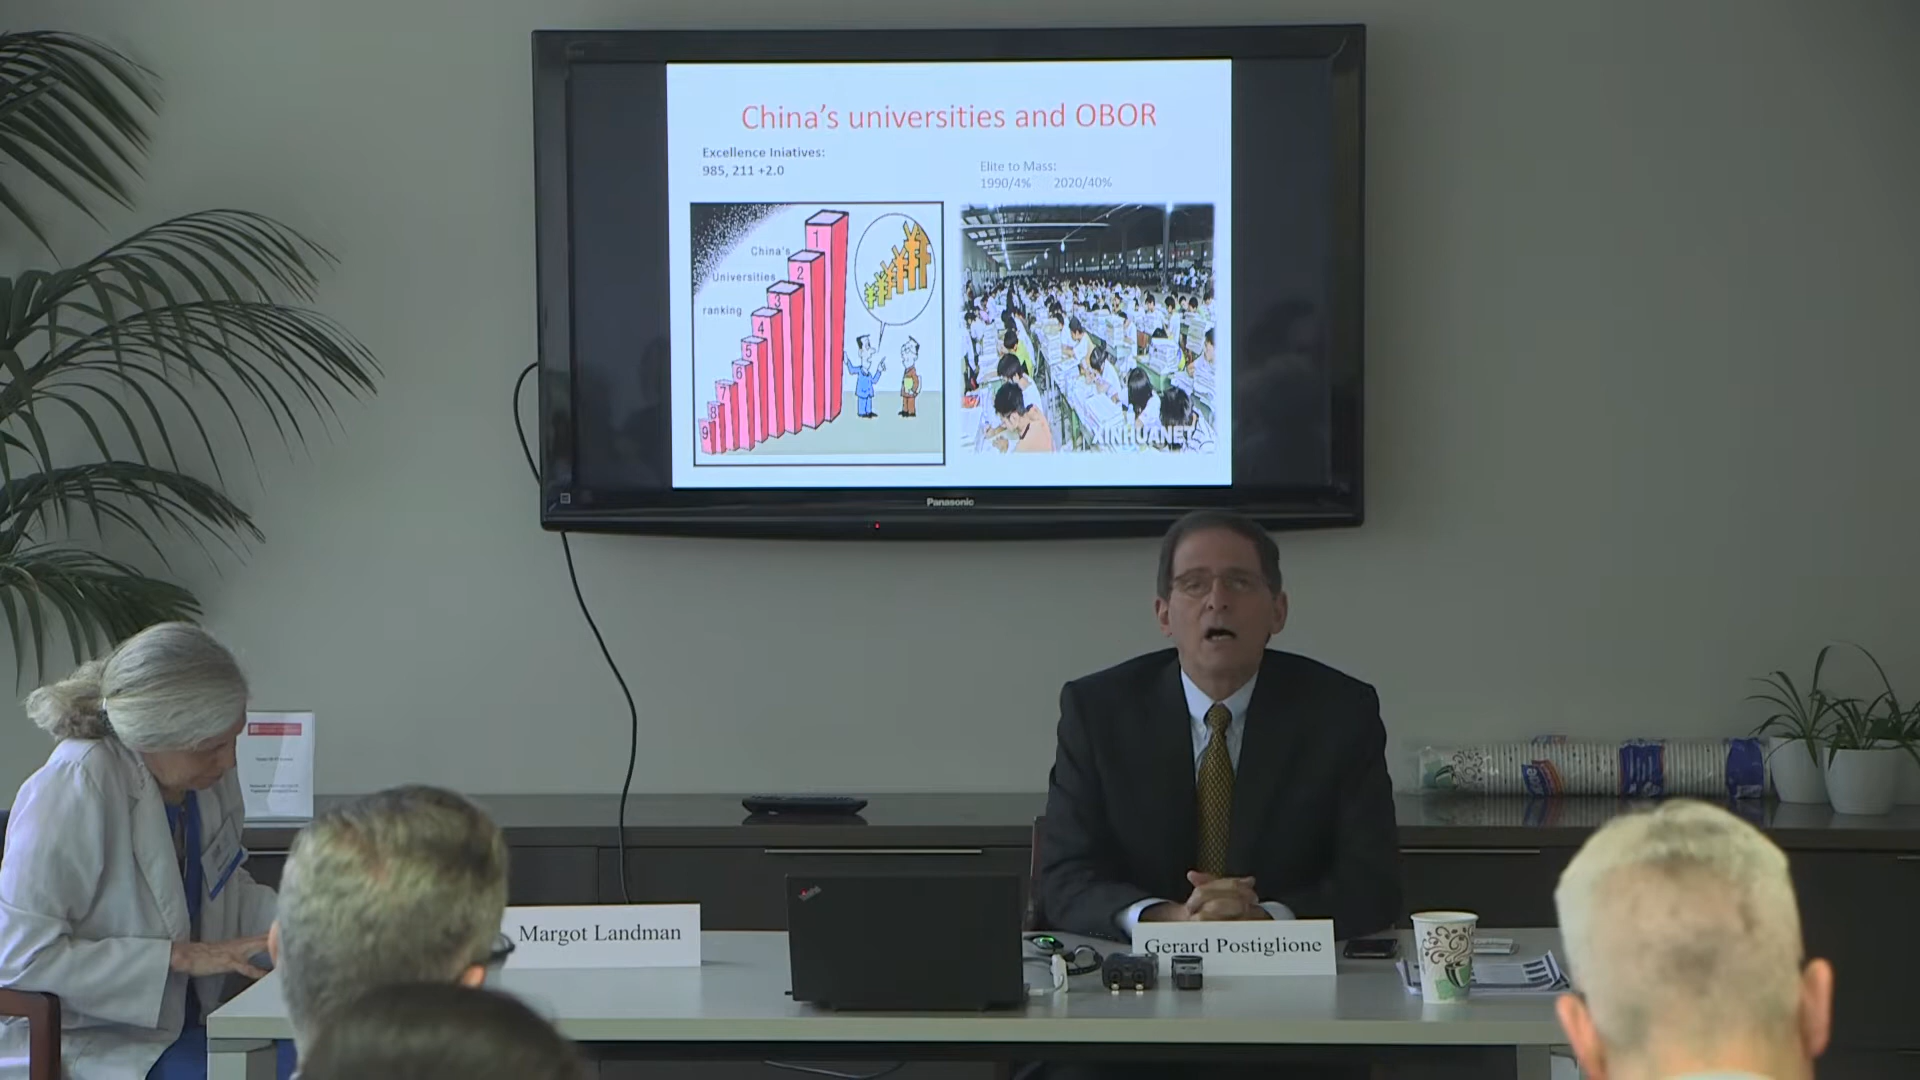 China's universities and OBOR
Excellence Iniatives:
985, 211 +2.0
Elite to Mass:
1990/4% 2020/40%
China's
Universities
ranking
1
2
3
4
5
6
7
8
9
XINHUANET
Panasonic
Margot Landman
Gerard Postiglione